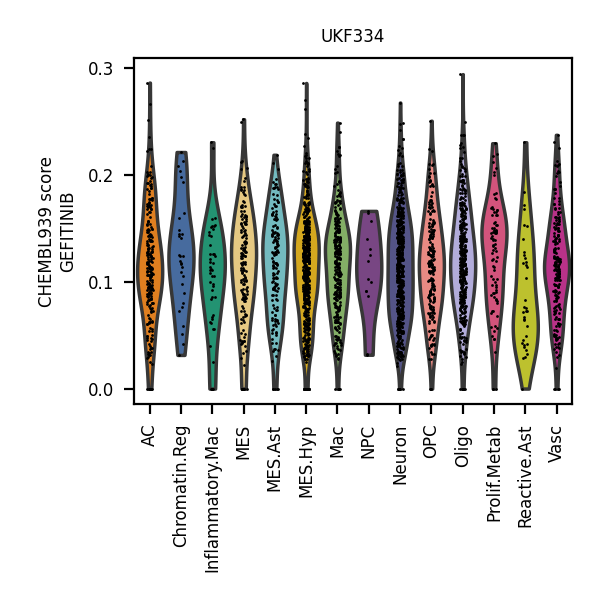 UKF334
CHEMBL939 score
GEFITINIB
0.3
0.2
0.1
0.0
AC
Chromatin.Reg
Inflammatory.Mac
MES
MES.Ast
MES.Hyp
Mac
NPC
Neuron
OPC
Oligo
Prolif.Metab
Reactive.Ast
Vasc